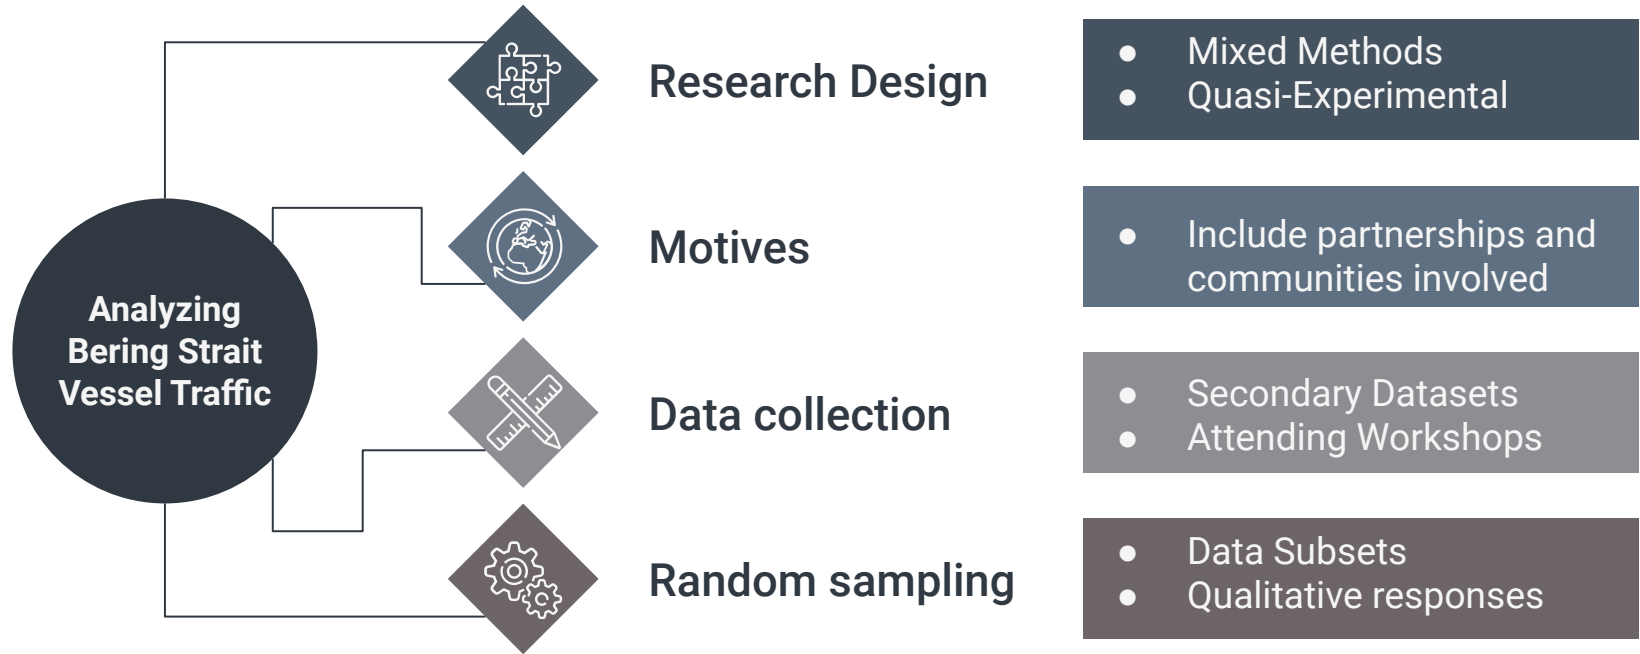 Analyzing
Bering Strait
Vessel Traffic
Research Design
● Mixed Methods
● Quasi-Experimental
Motives
● Include partnerships and
communities involved
Data collection
● Secondary Datasets
● Attending Workshops
Random sampling
● Data Subsets
● Qualitative responses